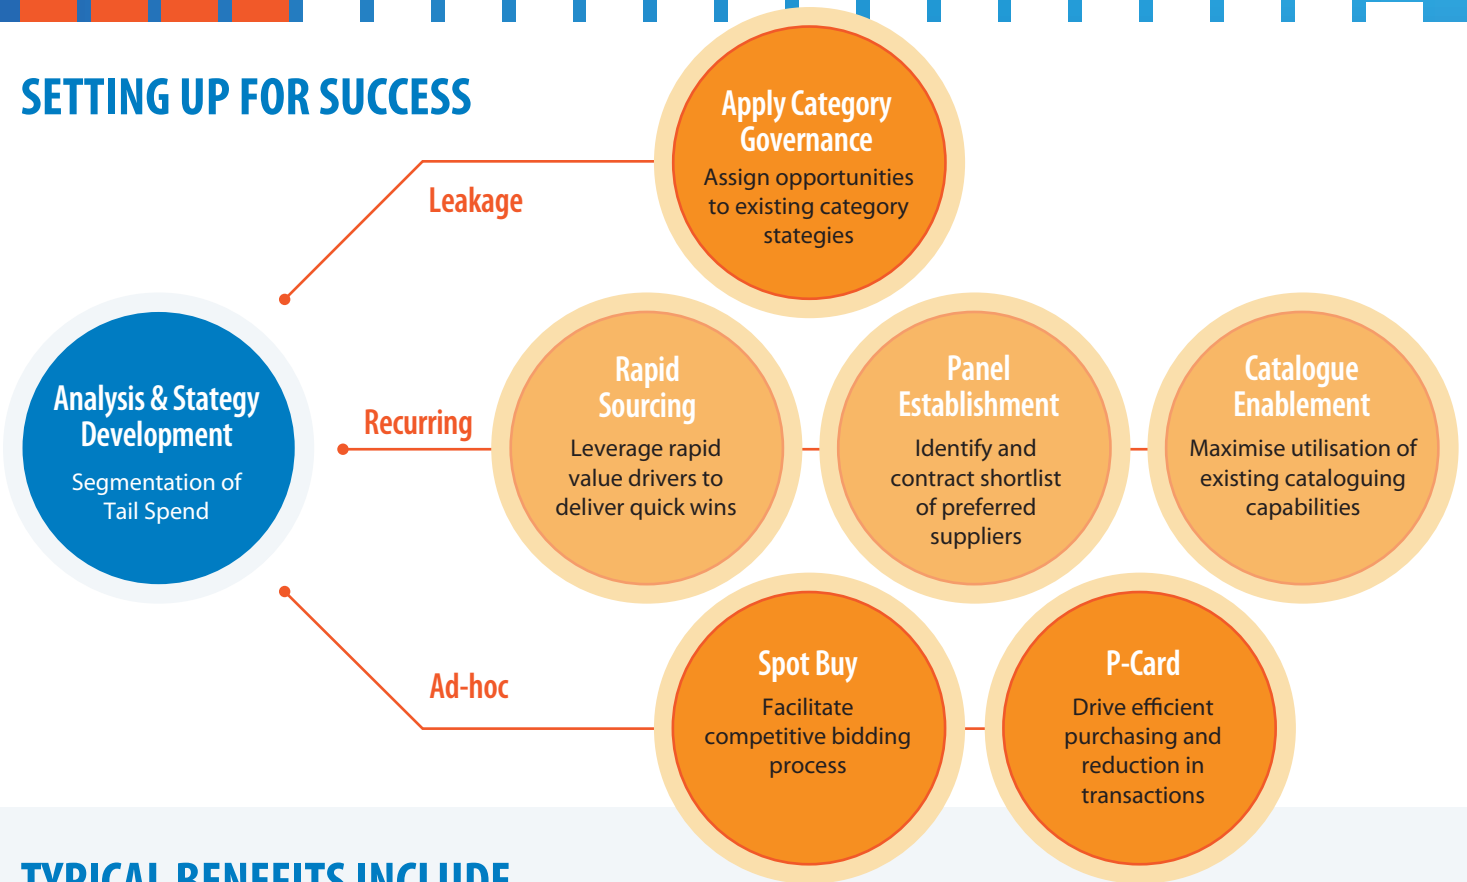 SETTING UP FOR SUCCESS
Apply Category
Governance
Assign opportunities
to existing category
stategies
Leakage
Analysis & Stategy
Development
Segmentation of
Tail Spend
Recurring
Rapid
Sourcing
Leverage rapid
value drivers to
deliver quick wins
Panel
Establishment
Identify and
contract shortlist
of preferred
suppliers
Catalogue
Enablement
Maximise utilisation of
existing cataloguing
capabilities
Ad-hoc
Spot Buy
Facilitate
competitive bidding
process
P-Card
Drive efficient
purchasing and
reduction in
transactions
TYPICAL BENEFITS INCLUDE